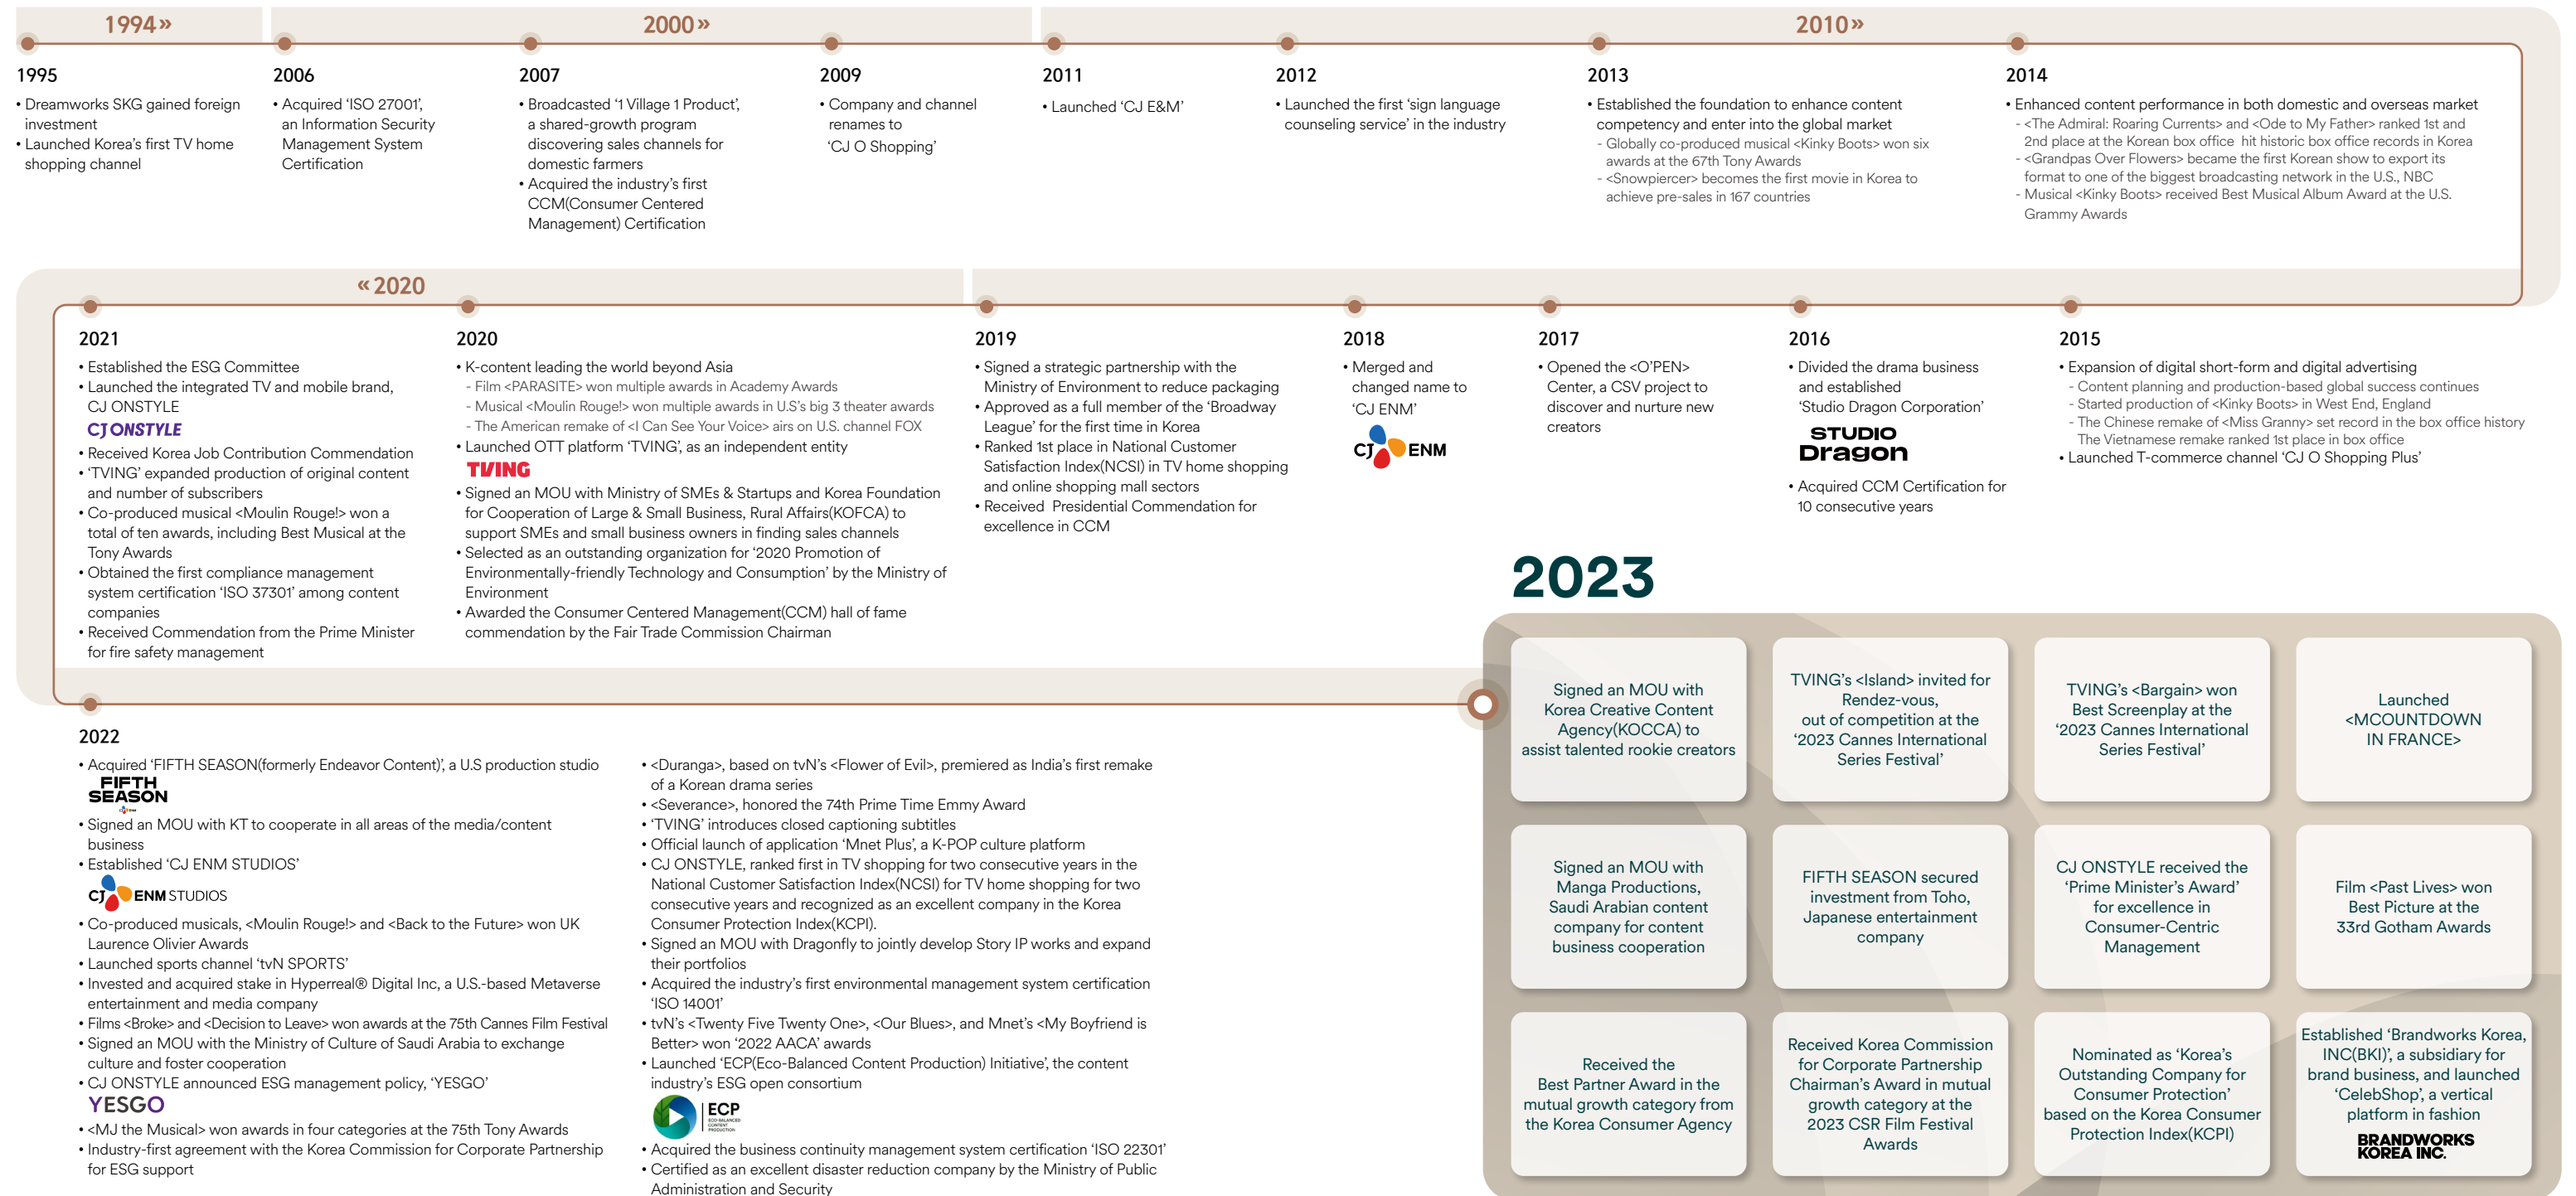 1994»
2000»
2010»
1995
• Dreamworks SKG gained foreign
investment
• Launched Korea's first TV home
shopping channel
2006
• Acquired 'ISO 27001',
an Information Security
Management System
Certification
2007
• Broadcasted '1 Village 1 Product',
a shared-growth program
discovering sales channels for
domestic farmers
• Acquired the industry's first
CCM(Consumer Centered
Management) Certification
2009
• Company and channel
renames to
'CJ O Shopping'
2011
• Launched 'CJ E&M'
2012
• Launched the first 'sign language
counseling service' in the industry
2013
• Established the foundation to enhance content
competency and enter into the global market
- Globally co-produced musical <Kinky Boots> won six
awards at the 67th Tony Awards
- <Snowpiercer> becomes the first movie in Korea to
achieve pre-sales in 167 countries
2014
• Enhanced content performance in both domestic and overseas market
- <The Admiral: Roaring Currents> and <Ode to My Father> ranked 1st and
2nd place at the Korean box office hit historic box office records in Korea
- <Grandpas Over Flowers> became the first Korean show to export its
format to one of the biggest broadcasting network in the U.S., NBC
- Musical <Kinky Boots> received Best Musical Album Award at the U.S.
Grammy Awards
«2020
2021
• Established the ESG Committee
• Launched the integrated TV and mobile brand,
CJ ONSTYLE
CJ ONSTYLE
• Received Korea Job Contribution Commendation
• 'TVING' expanded production of original content
and number of subscribers
• Co-produced musical <Moulin Rouge!> won a
total of ten awards, including Best Musical at the
Tony Awards
• Obtained the first compliance management
system certification 'ISO 37301' among content
companies
• Received Commendation from the Prime Minister
for fire safety management
2020
• K-content leading the world beyond Asia
- Film <PARASITE> won multiple awards in Academy Awards
- Musical <Moulin Rouge!> won multiple awards in U.S's big 3 theater awards
- The American remake of <I Can See Your Voice> airs on U.S. channel FOX
• Launched OTT platform 'TVING', as an independent entity
TVING
• Signed an MOU with Ministry of SMEs & Startups and Korea Foundation
for Cooperation of Large & Small Business, Rural Affairs(KOFCA) to
support SMEs and small business owners in finding sales channels
• Selected as an outstanding organization for '2020 Promotion of
Environmentally-friendly Technology and Consumption' by the Ministry of
Environment
• Awarded the Consumer Centered Management(CCM) hall of fame
commendation by the Fair Trade Commission Chairman
2019
• Signed a strategic partnership with the
Ministry of Environment to reduce packaging
• Approved as a full member of the 'Broadway
League' for the first time in Korea
• Ranked 1st place in National Customer
Satisfaction Index(NCSI) in TV home shopping
and online shopping mall sectors
• Received Presidential Commendation for
excellence in CCM
2018
• Merged and
changed name to
'CJ ENM'
CJ ENM
2017
• Opened the <O'PEN>
Center, a CSV project to
discover and nurture new
creators
2016
• Divided the drama business
and established
'Studio Dragon Corporation'
STUDIO
Dragon
• Acquired CCM Certification for
10 consecutive years
2015
• Expansion of digital short-form and digital advertising
- Content planning and production-based global success continues
- Started production of <Kinky Boots> in West End, England
- The Chinese remake of <Miss Granny> set record in the box office history
The Vietnamese remake ranked 1st place in box office
• Launched T-commerce channel 'CJ O Shopping Plus'
2022
• Acquired 'FIFTH SEASON(formerly Endeavor Content)', a U.S production studio
FIFTH
SEASON
CJ ENM
• Signed an MOU with KT to cooperate in all areas of the media/content
business
• Established 'CJ ENM STUDIOS'
CJ ENM STUDIOS
• Co-produced musicals, <Moulin Rouge!> and <Back to the Future> won UK
Laurence Olivier Awards
• Launched sports channel 'tvN SPORTS'
• Invested and acquired stake in Hyperreal® Digital Inc, a U.S.-based Metaverse
entertainment and media company
• Films <Broke> and <Decision to Leave> won awards at the 75th Cannes Film Festival
• Signed an MOU with the Ministry of Culture of Saudi Arabia to exchange
culture and foster cooperation
• CJ ONSTYLE announced ESG management policy, 'YESGO'
YESGO
• <MJ the Musical> won awards in four categories at the 75th Tony Awards
• Industry-first agreement with the Korea Commission for Corporate Partnership
for ESG support
• <Duranga>, based on tvN's <Flower of Evil>, premiered as India's first remake
of a Korean drama series
• <Severance>, honored the 74th Prime Time Emmy Award
• 'TVING' introduces closed captioning subtitles
• Official launch of application 'Mnet Plus', a K-POP culture platform
• CJ ONSTYLE, ranked first in TV shopping for two consecutive years in the
National Customer Satisfaction Index(NCSI) for TV home shopping for two
consecutive years and recognized as an excellent company in the Korea
Consumer Protection Index(KCPI).
• Signed an MOU with Dragonfly to jointly develop Story IP works and expand
their portfolios
• Acquired the industry's first environmental management system certification
'ISO 14001'
• tvN's <Twenty Five Twenty One>, <Our Blues>, and Mnet's <My Boyfriend is
Better> won '2022 AACA' awards
• Launched 'ECP(Eco-Balanced Content Production) Initiative', the content
industry's ESG open consortium
ECP
ECO-BALANCED
CONTENT
PRODUCTION
• Acquired the business continuity management system certification 'ISO 22301'
• Certified as an excellent disaster reduction company by the Ministry of Public
Administration and Security
2023
Signed an MOU with
Korea Creative Content
Agency(KOCCA) to
assist talented rookie creators
TVING's <Island> invited for
Rendez-vous,
out of competition at the
'2023 Cannes International
Series Festival'
TVING's <Bargain> won
Best Screenplay at the
'2023 Cannes International
Series Festival'
Launched
<MCOUNTDOWN
IN FRANCE>
Signed an MOU with
Manga Productions,
Saudi Arabian content
company for content
business cooperation
FIFTH SEASON secured
investment from Toho,
Japanese entertainment
company
CJ ONSTYLE received the
'Prime Minister's Award'
for excellence in
Consumer-Centric
Management
Film <Past Lives> won
Best Picture at the
33rd Gotham Awards
Received the
Best Partner Award in the
mutual growth category from
the Korea Consumer Agency
Received Korea Commission
for Corporate Partnership
Chairman's Award in mutual
growth category at the
2023 CSR Film Festival
Awards
Nominated as 'Korea's
Outstanding Company for
Consumer Protection'
based on the Korea Consumer
Protection Index(KCPI)
Established 'Brandworks Korea,
INC(BKI)', a subsidiary for
brand business, and launched
'CelebShop', a vertical
platform in fashion
BRANDWORKS
KOREA INC.